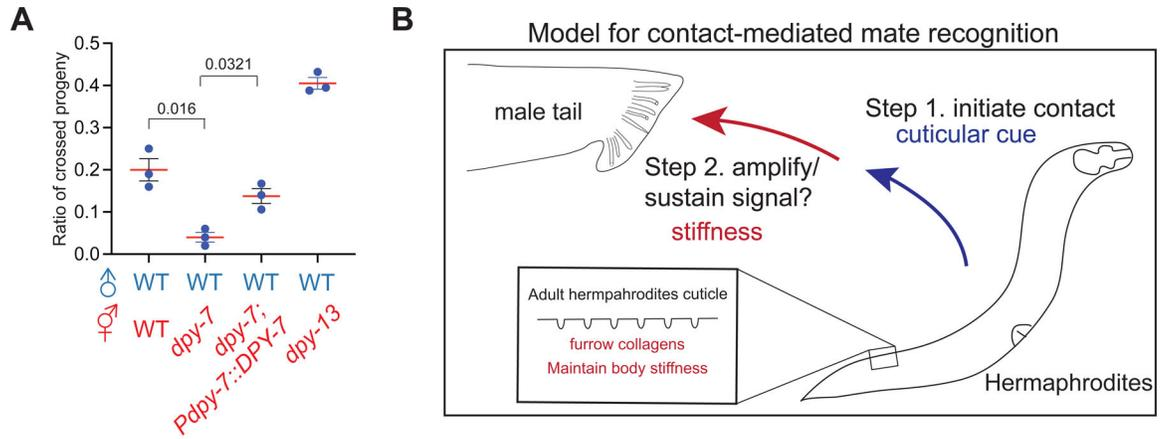 A
Ratio of crossed progeny
0.5
0.4
0.3
0.2
0.1
0.0
0.016
0.0321
♂ WT WT WT WT
⚥ WT dpy-7 dpy-7; Pdpy-7::DPY-7 dpy-13
B
Model for contact-mediated mate recognition
male tail
Step 1. initiate contact
cuticular cue
Step 2. amplify/
sustain signal?
stiffness
Adult hermpahrodites cuticle
furrow collagens
Maintain body stiffness
Hermaphrodites